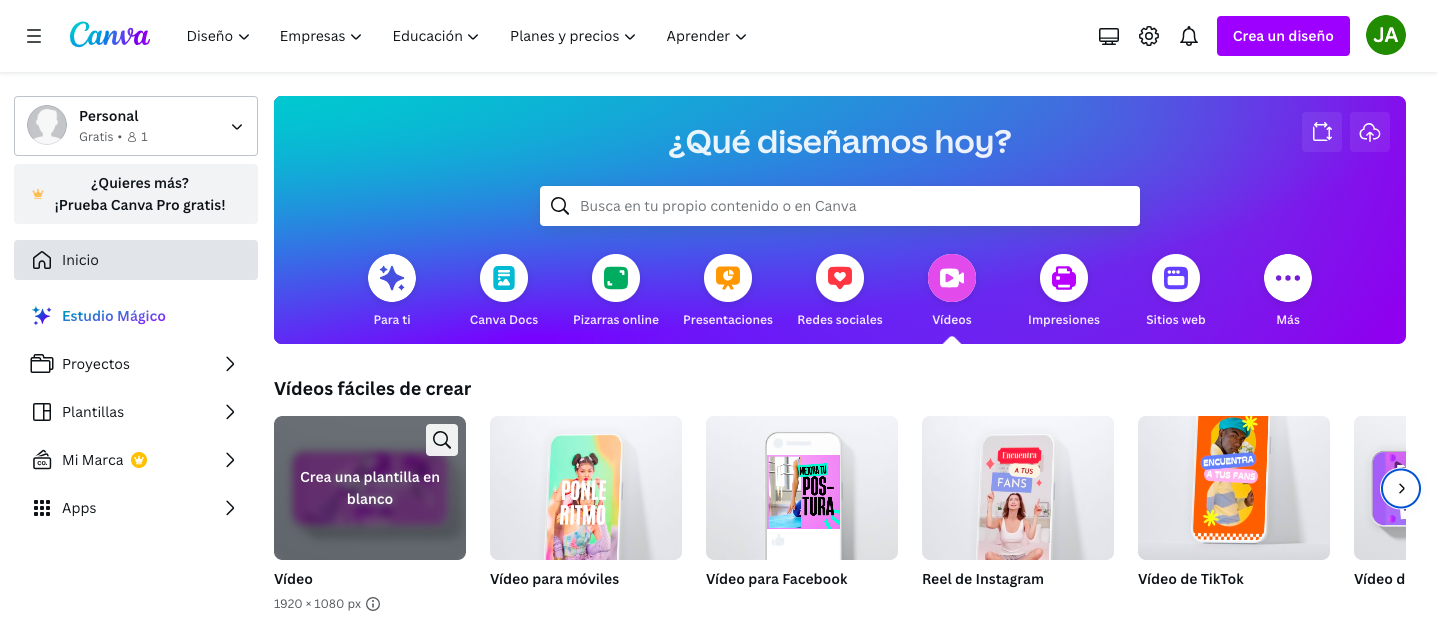 Canva
Diseño
Empresas
Educación
Planes y precios
Aprender
Crea un diseño
JA
Personal
Gratis • 1
¿Quieres más?
¡Prueba Canva Pro gratis!
Inicio
Estudio Mágico
Proyectos
Plantillas
CO.
Mi Marca
Apps
¿Qué diseñamos hoy?
Busca en tu propio contenido o en Canva
Para ti
Canva Docs
Pizarras online
Presentaciones
Redes sociales
Vídeos
Impresiones
Sitios web
Más
Vídeos fáciles de crear
Crea una plantilla en
blanco
PONLE
RITMO
MEJORA TU
POS-
TURA
Encuentra
A TUS
FANS
ENCUENTRA
A TUS FANS
Vídeo
1920 × 1080 px
Vídeo para móviles
Vídeo para Facebook
Reel de Instagram
Vídeo de TikTok
Vídeo d